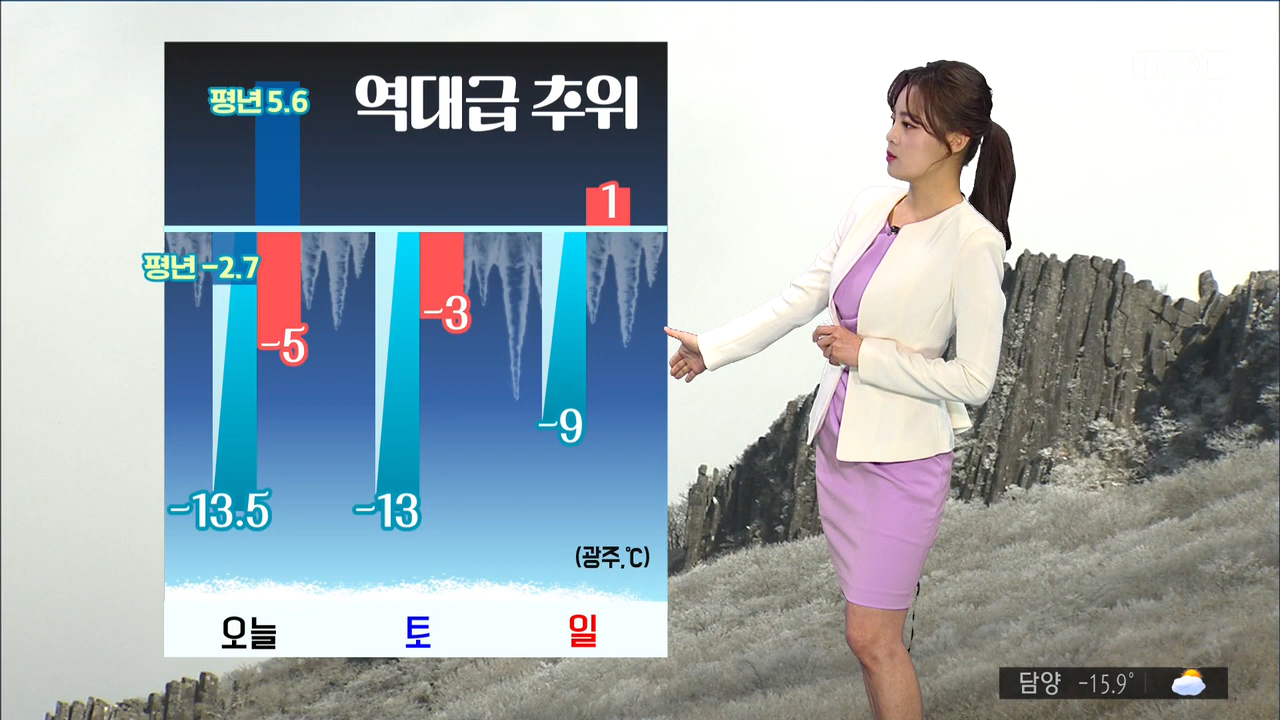 MBC
역대급 추위
평년 5.6
1
평년 -2.7
-3
-5
-9
-13.5
-13
(광주,℃)
오늘
토
일
담양 -15.9°